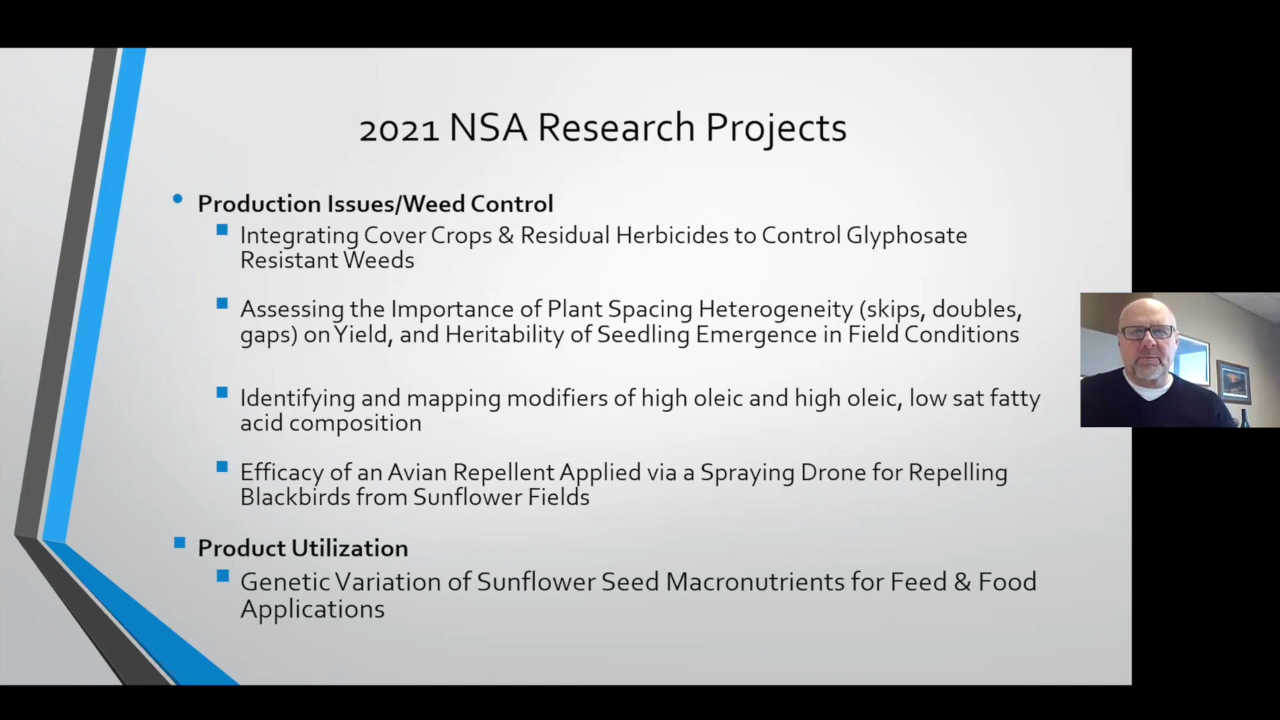 2021 NSA Research Projects
Production Issues/Weed Control
Integrating Cover Crops & Residual Herbicides to Control Glyphosate
Resistant Weeds
Assessing the Importance of Plant Spacing Heterogeneity (skips, doubles,
gaps) on Yield, and Heritability of Seedling Emergence in Field Conditions
Identifying and mapping modifiers of high oleic and high oleic, low sat fatty
acid composition
Efficacy of an Avian Repellent Applied via a Spraying Drone for Repelling
Blackbirds from Sunflower Fields
Product Utilization
Genetic Variation of Sunflower Seed Macronutrients for Feed & Food
Applications